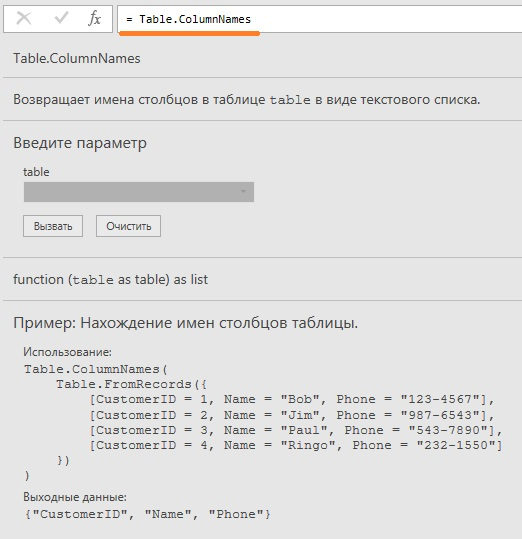 fx = Table.ColumnNames
Table.ColumnNames
Возвращает имена столбцов в таблице table в виде текстового списка.
Введите параметр
table
Вызвать Очистить
function (table as table) as list
Пример: Нахождение имен столбцов таблицы.
Использование:
Table.ColumnNames(
    Table.FromRecords({
        [CustomerID = 1, Name = "Bob", Phone = "123-4567"],
        [CustomerID = 2, Name = "Jim", Phone = "987-6543"],
        [CustomerID = 3, Name = "Paul", Phone = "543-7890"],
        [CustomerID = 4, Name = "Ringo", Phone = "232-1550"]
    })
)
Выходные данные:
{"CustomerID", "Name", "Phone"}